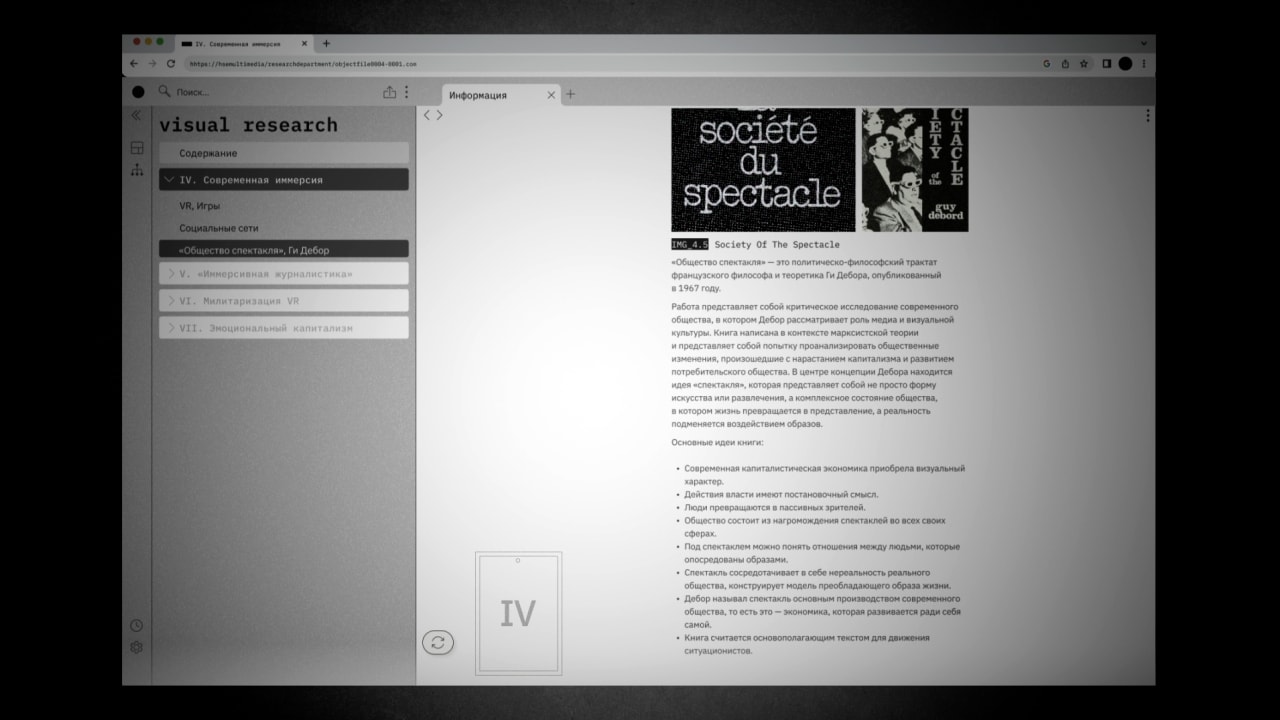 IV. Современная иммерсия
hhtps://hsemultimedia/researchdepartment/objectfile0004-0001.com
Поиск...
visual research
Содержание
IV. Современная иммерсия
VR, Игры
Социальные сети
«Общество спектакля», Ги Дебор
V. «Иммерсивная журналистика»
VI. Милитаризация VR
VII. Эмоциональный капитализм
Информация
société
du
spectacle
IETY
CTACLE
of the
guy
debord
IMG_4.5 Society Of The Spectacle
«Общество спектакля» — это политическо-философский трактат
французского философа и теоретика Ги Дебора, опубликованный
в 1967 году.
Работа представляет собой критическое исследование современного
общества, в котором Дебор рассматривает роль медиа и визуальной
культуры. Книга написана в контексте марксистской теории
и представляет собой попытку проанализировать общественные
изменения, произошедшие с нарастанием капитализма и развитием
потребительского общества. В центре концепции Дебора находится
идея «спектакля», которая представляет собой не просто форму
искусства или развлечения, а комплексное состояние общества,
в котором жизнь превращается в представление, а реальность
подменяется воздействием образов.
Основные идеи книги:
• Современная капиталистическая экономика приобрела визуальный
характер.
• Действия власти имеют постановочный смысл.
• Люди превращаются в пассивных зрителей.
• Общество состоит из нагромождения спектаклей во всех своих
сферах.
• Под спектаклем можно понять отношения между людьми, которые
опосредованы образами.
• Спектакль сосредотачивает в себе нереальность реального
общества, конструирует модель преобладающего образа жизни.
• Дебор называл спектакль основным производством современного
общества, то есть это — экономика, которая развивается ради себя
самой.
• Книга считается основополагающим текстом для движения
ситуационистов.
IV